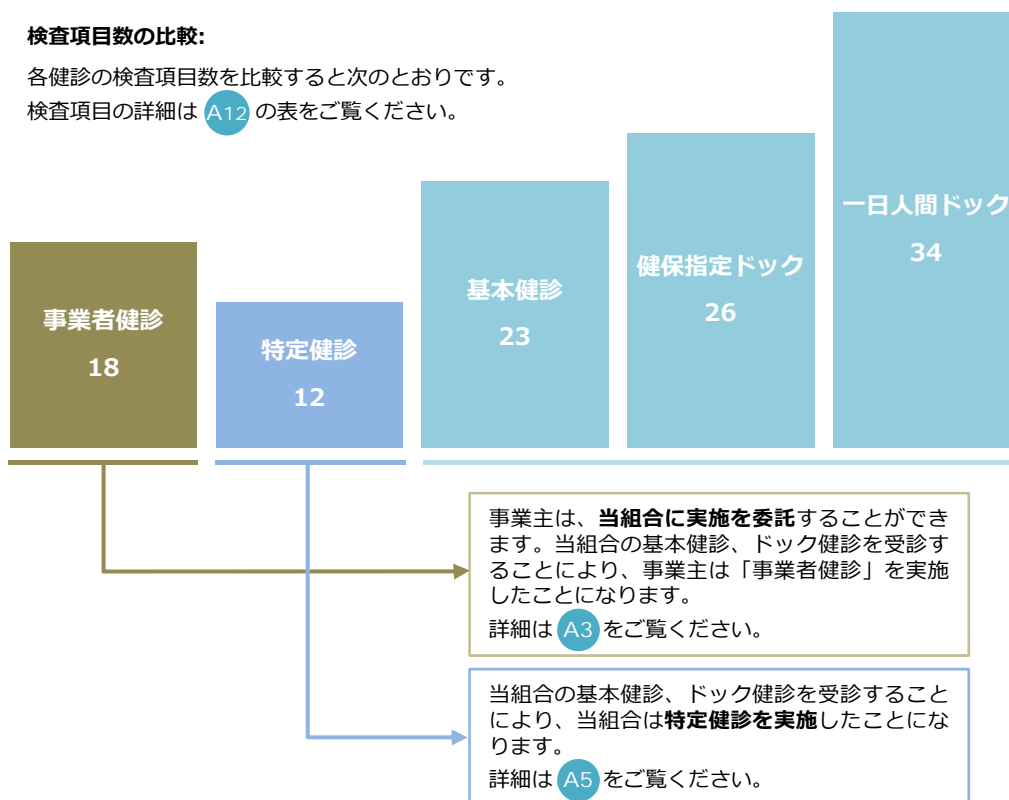 検査項目数の比較:
各健診の検査項目数を比較すると次のとおりです。
検査項目の詳細は A12 の表をご覧ください。
事業者健診
18
特定健診
12
基本健診
23
健保指定ドック
26
一日人間ドック
34
事業主は、当組合に実施を委託することができ
ます。当組合の基本健診、ドック健診を受診す
ることにより、事業主は「事業者健診」を実施
したことになります。
詳細は A3 をご覧ください。
当組合の基本健診、ドック健診を受診すること
により、当組合は特定健診を実施したことにな
ります。
詳細は A5 をご覧ください。